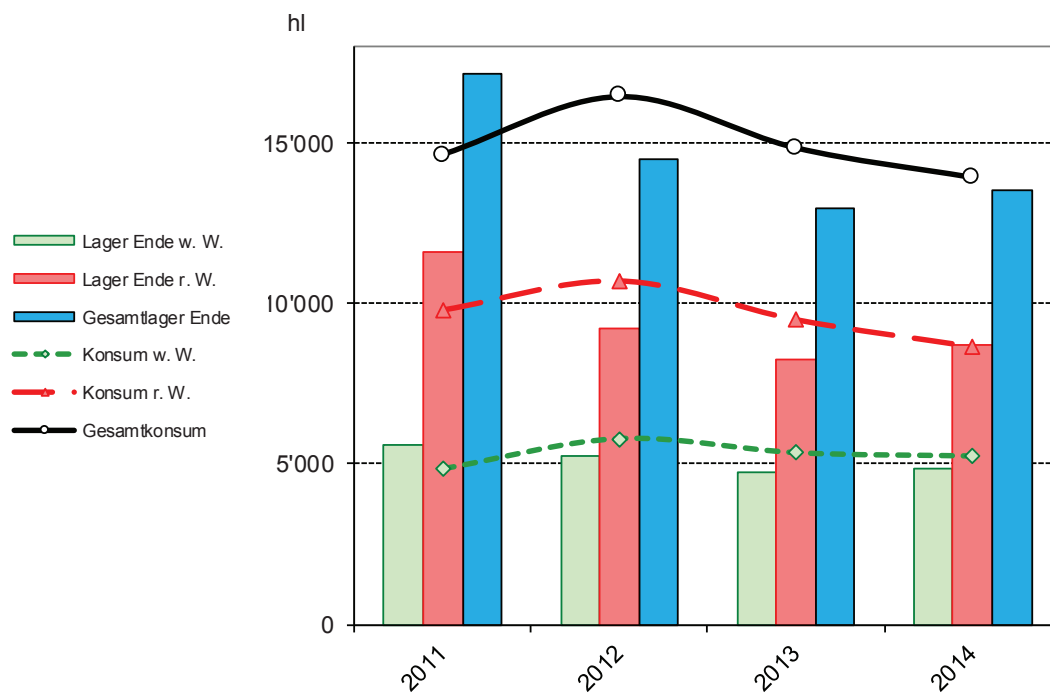 hl
15'000
10'000
5'000
0
Lager Ende w. W.
Lager Ende r. W.
Gesamtlager Ende
Konsum w. W.
Konsum r. W.
Gesamtkonsum
2011
2012
2013
2014